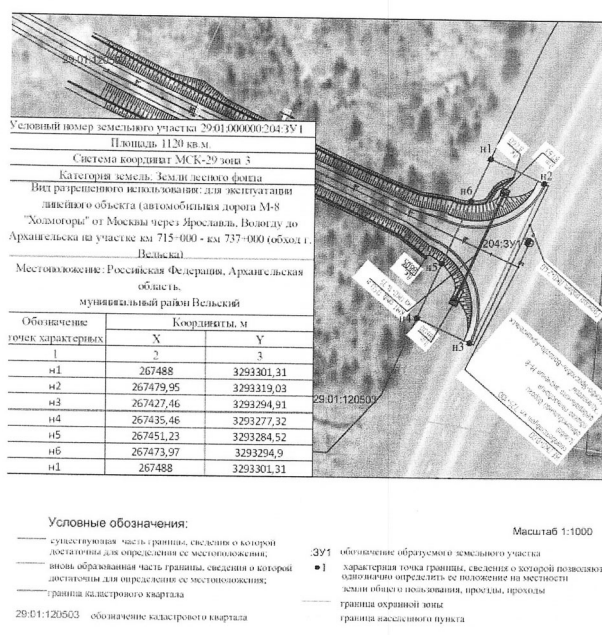 29:01:1205
Условный номер земельного участка 29:01:000000:204:ЗУ1
Площадь 1120 кв.м.
Система координат МСК-29 зона 3
Категория земель: Земли лесного фонда
Вид разрешенного использования: для эксплуатации
линейного объекта (автомобильная дорога М-8
"Холмогоры" от Москвы через Ярославль, Вологду до
Архангельска на участке км 715+000 - км 737+000 (обход г.
Вельска)
Местоположение: Российская Федерация, Архангельская
область,
муниципальный район Вельский
Обозначение точек характерных
Координаты, м
X Y
1 2 3
н1 267488 3293301,31
н2 267479,95 3293319,03
н3 267427,46 3293294,91
н4 267435,46 3293277,32
н5 267451,23 3293284,52
н6 267473,97 3293294,9
н1 267488 3293301,31
н1
н2
н6
:204:ЗУ1
н5
н4
н3
29:01:120503
Условные обозначения:
существующая часть границы, сведения о которой
достаточны для определения ее местоположения;
вновь образованная часть границы, сведения о которой
достаточны для определения ее местоположения;
граница кадастрового квартала
29:01:120503 обозначение кадастрового квартала
Масштаб 1:1000
:ЗУ1 обозначение образуемого земельного участка
1 характерная точка границы, сведения о которой позволяют
однозначно определить ее положение на местности
земли общего пользования, проезды, проходы
граница охранной зоны
граница населенного пункта